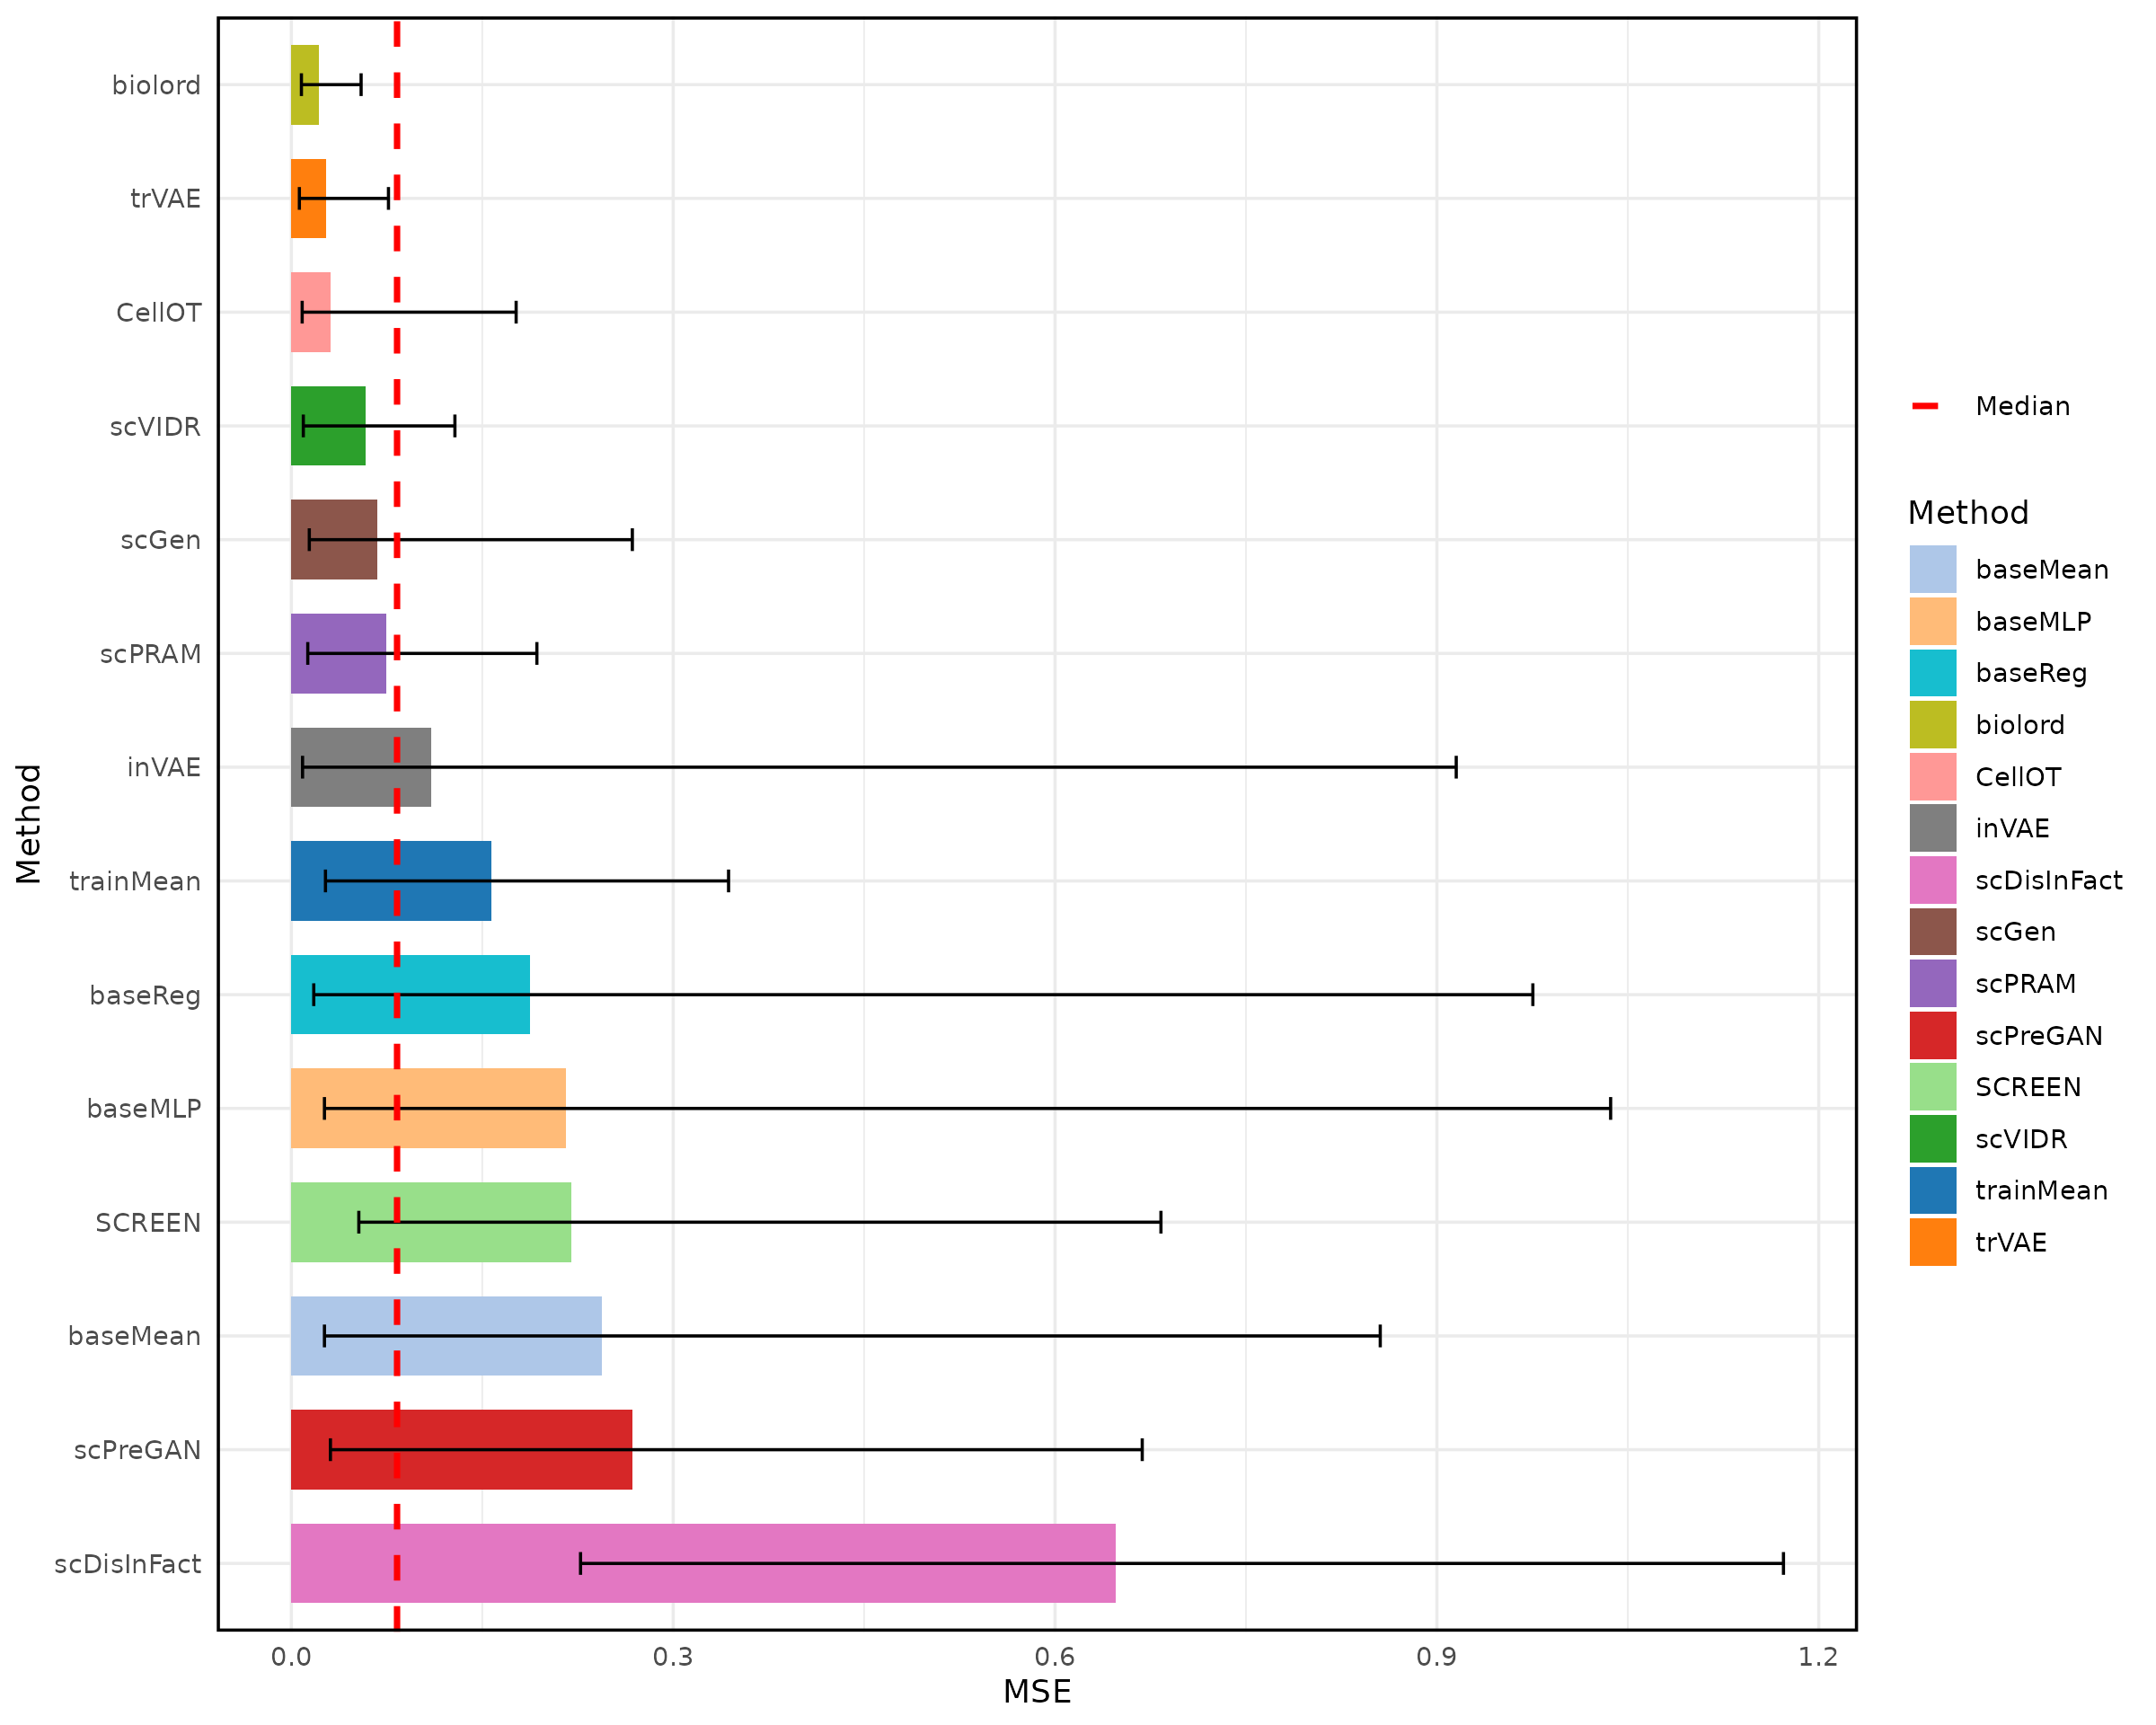 biolord
trVAE
CellOT
scVIDR
scGen
scPRAM
inVAE
trainMean
baseReg
baseMLP
SCREEN
baseMean
scPreGAN
scDisInFact
Method
0.0 0.3 0.6 0.9 1.2
MSE
Median
Method
baseMean
baseMLP
baseReg
biolord
CellOT
inVAE
scDisInFact
scGen
scPRAM
scPreGAN
SCREEN
scVIDR
trainMean
trVAE